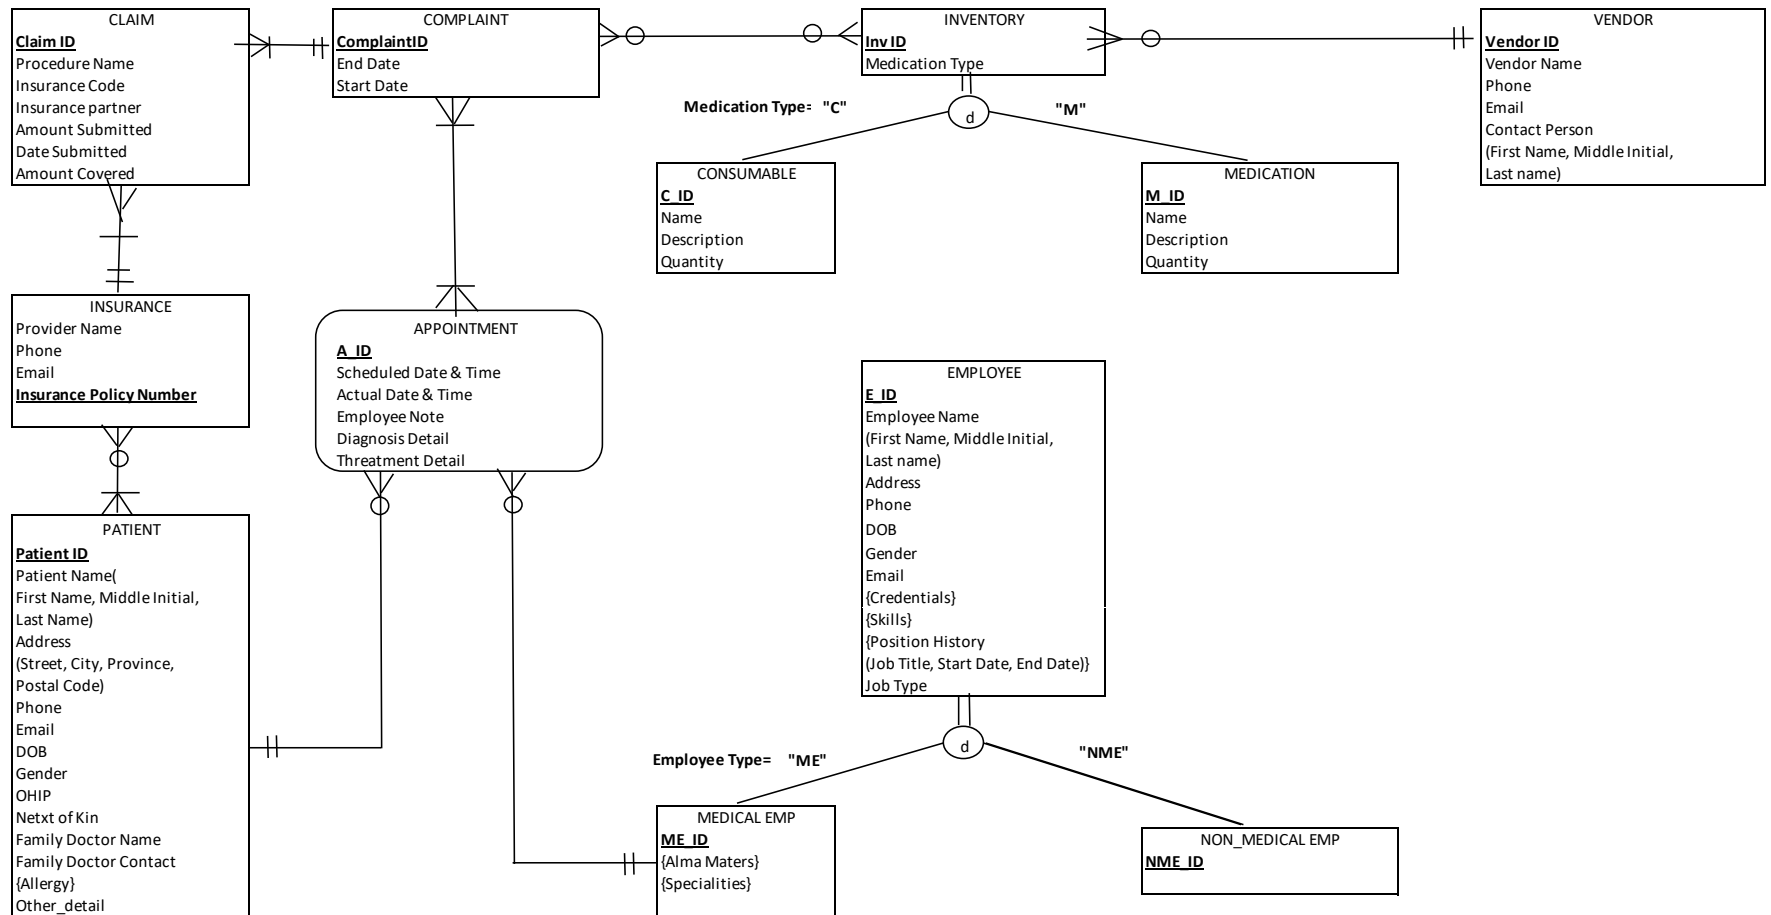 CLAIM
Claim ID
Procedure Name
Insurance Code
Insurance partner
Amount Submitted
Date Submitted
Amount Covered
COMPLAINT
ComplaintID
End Date
Start Date
INVENTORY
Inv ID
Medication Type
VENDOR
Vendor ID
Vendor Name
Phone
Email
Contact Person
(First Name, Middle Initial,
Last name)
Medication Type= "C"
d
"M"
CONSUMABLE
C_ID
Name
Description
Quantity
MEDICATION
M_ID
Name
Description
Quantity
INSURANCE
Provider Name
Phone
Email
Insurance Policy Number
APPOINTMENT
A_ID
Scheduled Date & Time
Actual Date & Time
Employee Note
Diagnosis Detail
Threatment Detail
EMPLOYEE
E_ID
Employee Name
(First Name, Middle Initial,
Last name)
Address
Phone
DOB
Gender
Email
{Credentials}
{Skills}
{Position History
(Job Title, Start Date, End Date)}
Job Type
PATIENT
Patient ID
Patient Name(
First Name, Middle Initial,
Last Name)
Address
(Street, City, Province,
Postal Code)
Phone
Email
DOB
Gender
OHIP
Netxt of Kin
Family Doctor Name
Family Doctor Contact
{Allergy}
Other_detail
Employee Type= "ME"
d
"NME"
MEDICAL EMP
ME_ID
{Alma Maters}
{Specialities}
NON_MEDICAL EMP
NME_ID